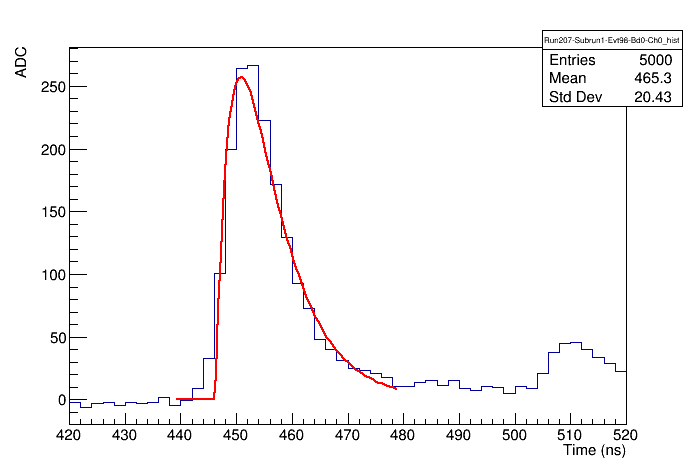 Run207-Subrun1-Evt96-Bd0-Ch0_hist
Entries 5000
Mean 465.3
Std Dev 20.43
ADC
250
200
150
100
50
0
420 430 440 450 460 470 480 490 500 510 520
Time (ns)